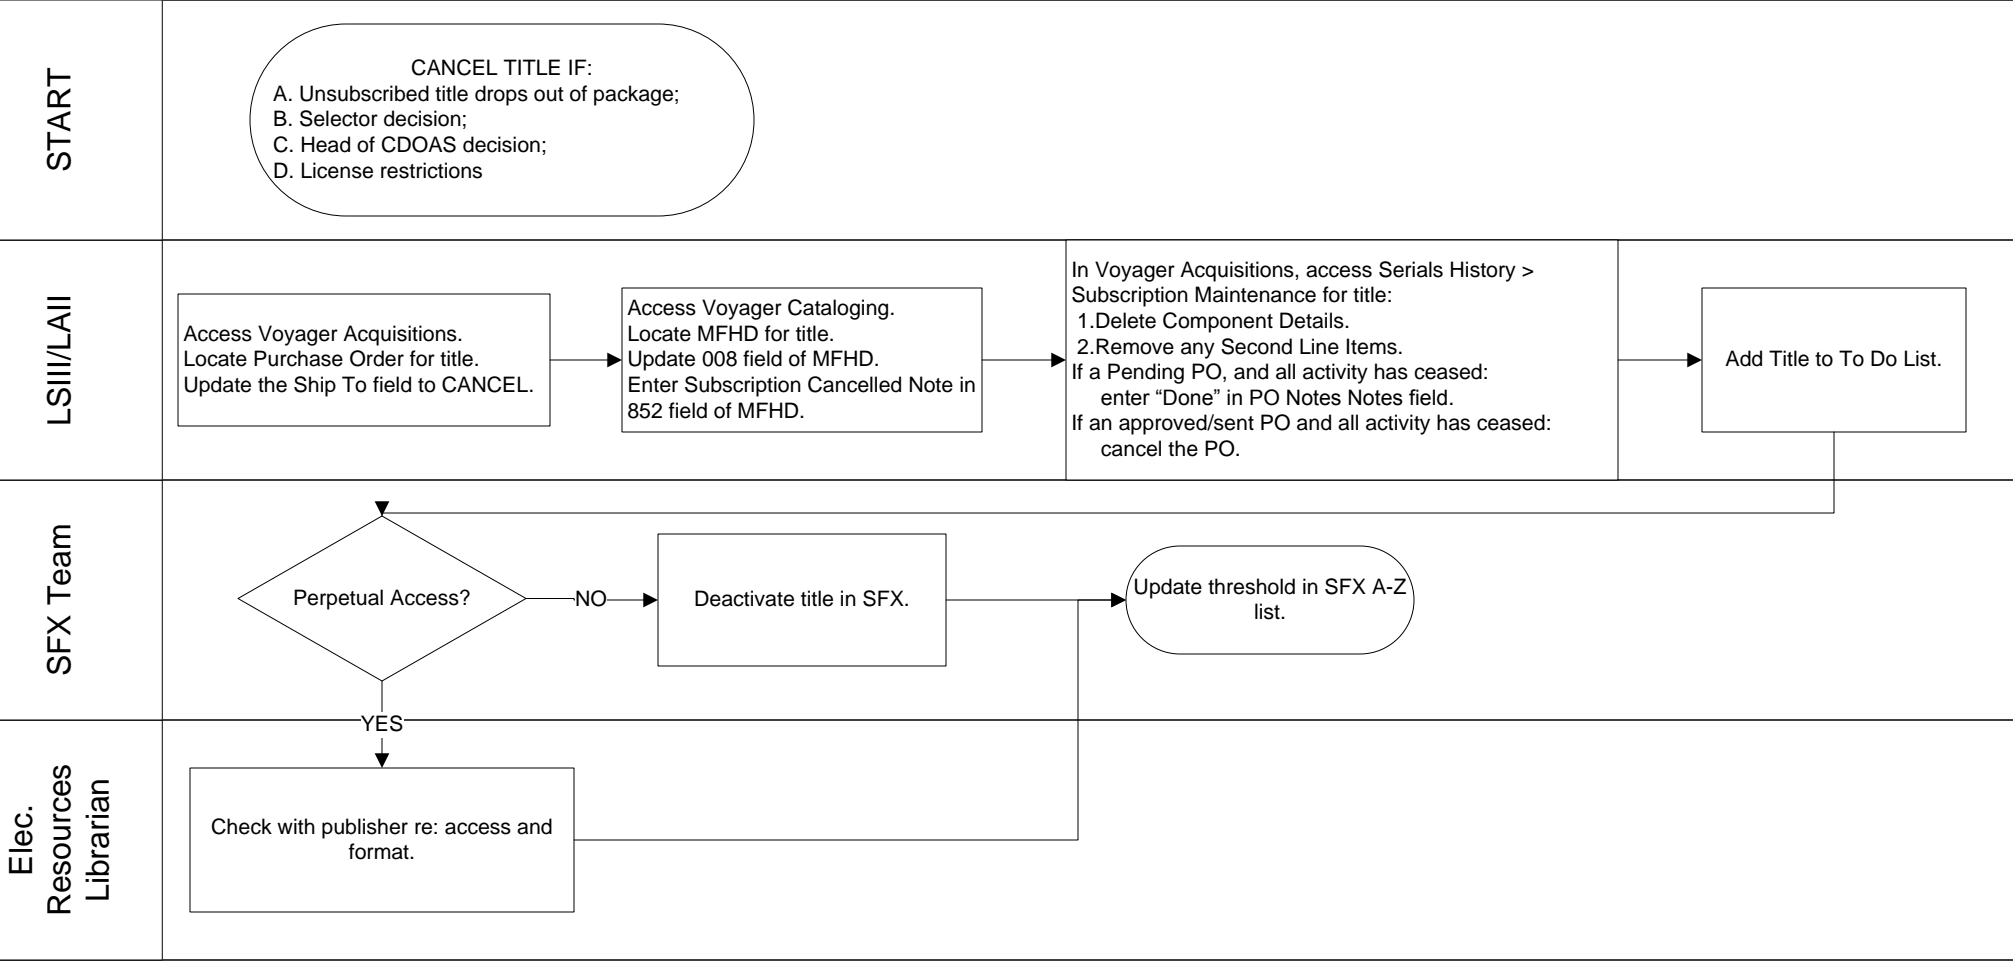 START
CANCEL TITLE IF:
A. Unsubscribed title drops out of package;
B. Selector decision;
C. Head of CDOAS decision;
D. License restrictions
LSIII/LAII
Access Voyager Acquisitions.
Locate Purchase Order for title.
Update the Ship To field to CANCEL.
Access Voyager Cataloging.
Locate MFHD for title.
Update 008 field of MFHD.
Enter Subscription Cancelled Note in
852 field of MFHD.
In Voyager Acquisitions, access Serials History >
Subscription Maintenance for title:
1.Delete Component Details.
2.Remove any Second Line Items.
If a Pending PO, and all activity has ceased:
enter “Done” in PO Notes Notes field.
If an approved/sent PO and all activity has ceased:
cancel the PO.
Add Title to To Do List.
SFX Team
Perpetual Access?
NO
Deactivate title in SFX.
Update threshold in SFX A-Z
list.
YES
Elec.
Resources
Librarian
Check with publisher re: access and
format.